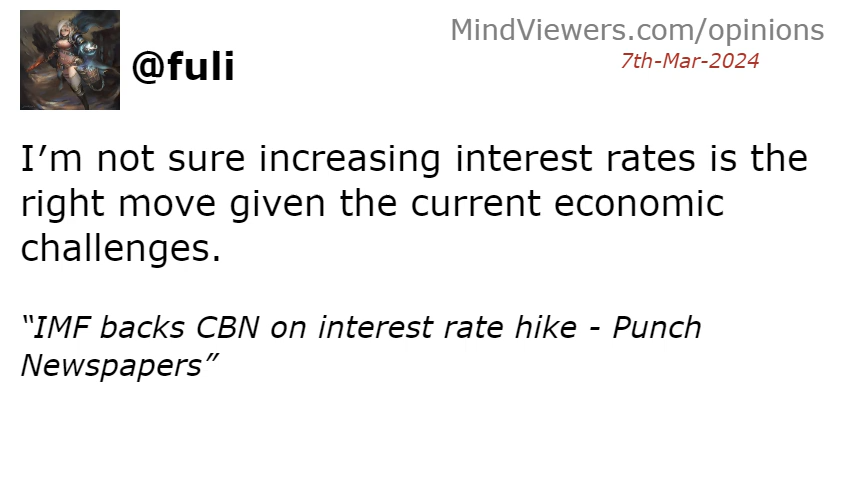 MindViewers.com/opinions
7th-Mar-2024
@fuli
I’m not sure increasing interest rates is the
right move given the current economic
challenges.
“IMF backs CBN on interest rate hike - Punch
Newspapers”